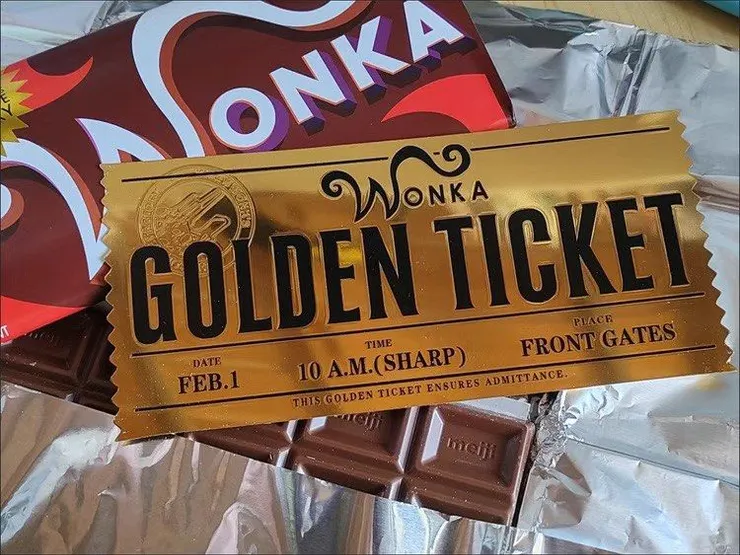 WONKA
WONKA
GOLDEN TICKET
DATE
FEB.1
TIME
10 A.M.(SHARP)
PLACE
FRONT GATES
THIS GOLDEN TICKET ENSURES ADMITTANCE.
meiji
meiji